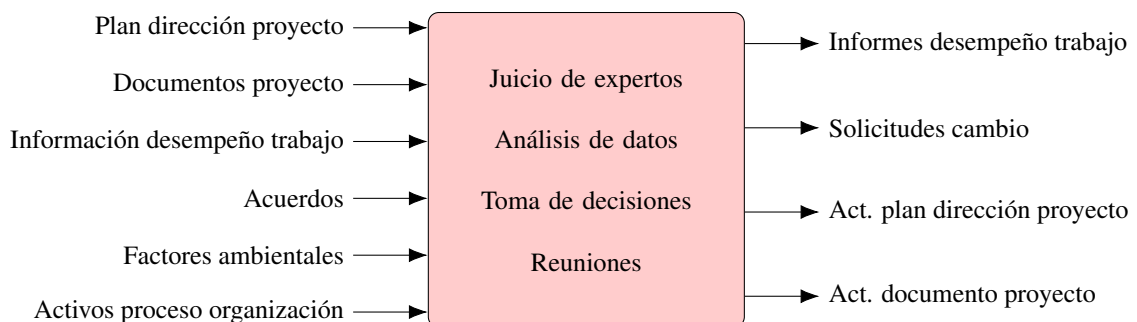 Plan dirección proyecto
Documentos proyecto
Información desempeño trabajo
Acuerdos
Factores ambientales
Activos proceso organización
Juicio de expertos
Análisis de datos
Toma de decisiones
Reuniones
Informes desempeño trabajo
Solicitudes cambio
Act. plan dirección proyecto
Act. documento proyecto